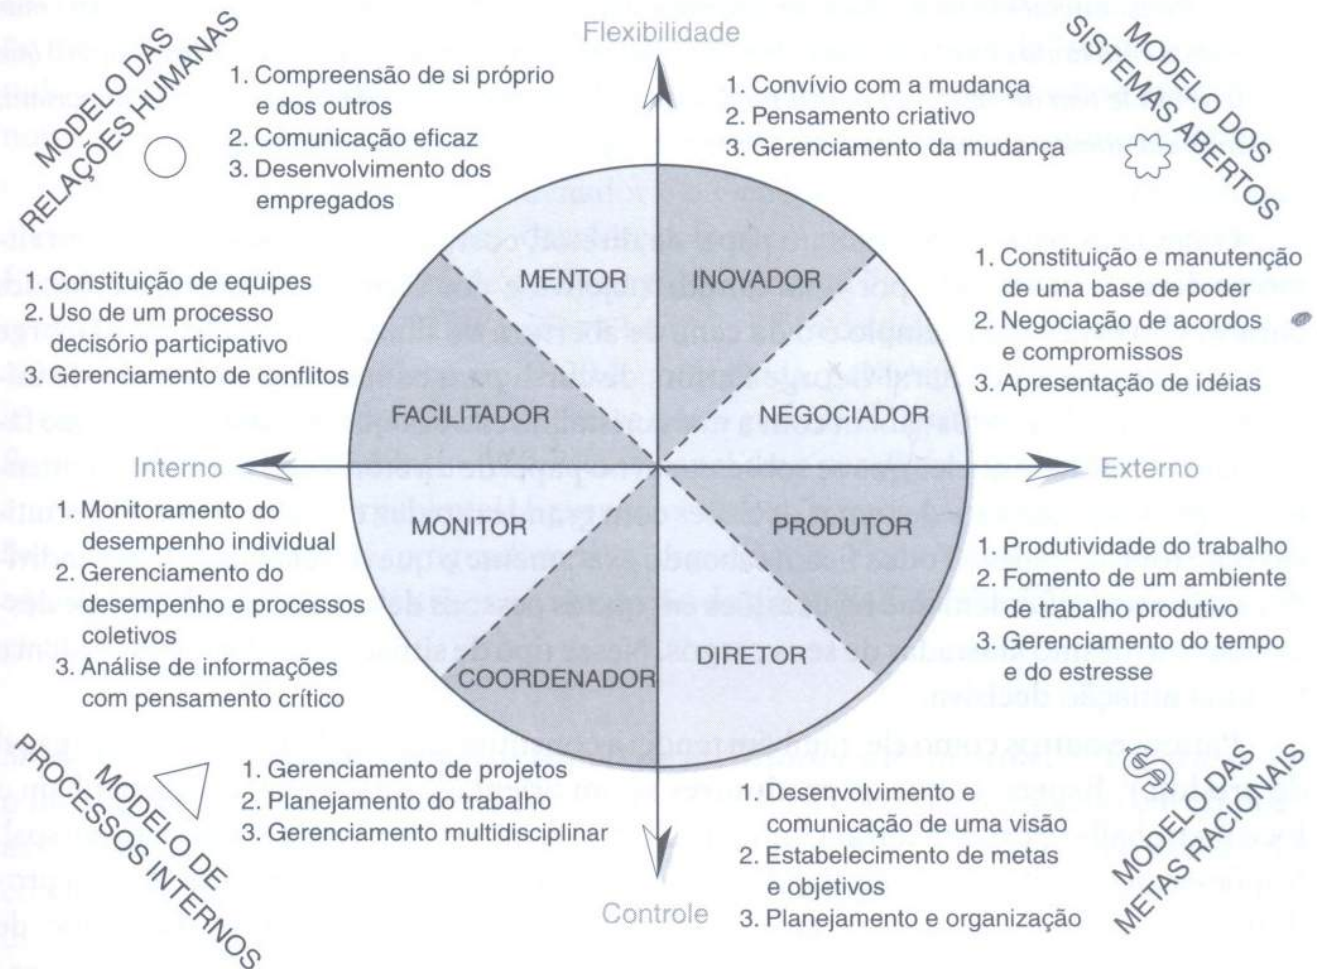 Flexibilidade
MODELO DAS
RELAÇÕES HUMANAS
1. Compreensão de si próprio
e dos outros
2. Comunicação eficaz
3. Desenvolvimento dos
empregados
1. Convívio com a mudança
2. Pensamento criativo
3. Gerenciamento da mudança
MODELO DOS
SISTEMAS ABERTOS
1. Constituição de equipes
2. Uso de um processo
decisório participativo
3. Gerenciamento de conflitos
MENTOR
INOVADOR
1. Constituição e manutenção
de uma base de poder
2. Negociação de acordos
e compromissos
3. Apresentação de idéias
FACILITADOR
NEGOCIADOR
Interno
Externo
1. Monitoramento do
desempenho individual
2. Gerenciamento do
desempenho e processos
coletivos
3. Análise de informações
com pensamento crítico
MONITOR
PRODUTOR
1. Produtividade do trabalho
2. Fomento de um ambiente
de trabalho produtivo
3. Gerenciamento do tempo
e do estresse
COORDENADOR
DIRETOR
MODELO DE
PROCESSOS INTERNOS
1. Gerenciamento de projetos
2. Planejamento do trabalho
3. Gerenciamento multidisciplinar
1. Desenvolvimento e
comunicação de uma visão
2. Estabelecimento de metas
e objetivos
3. Planejamento e organização
MODELO DAS
METAS RACIONAIS
Controle